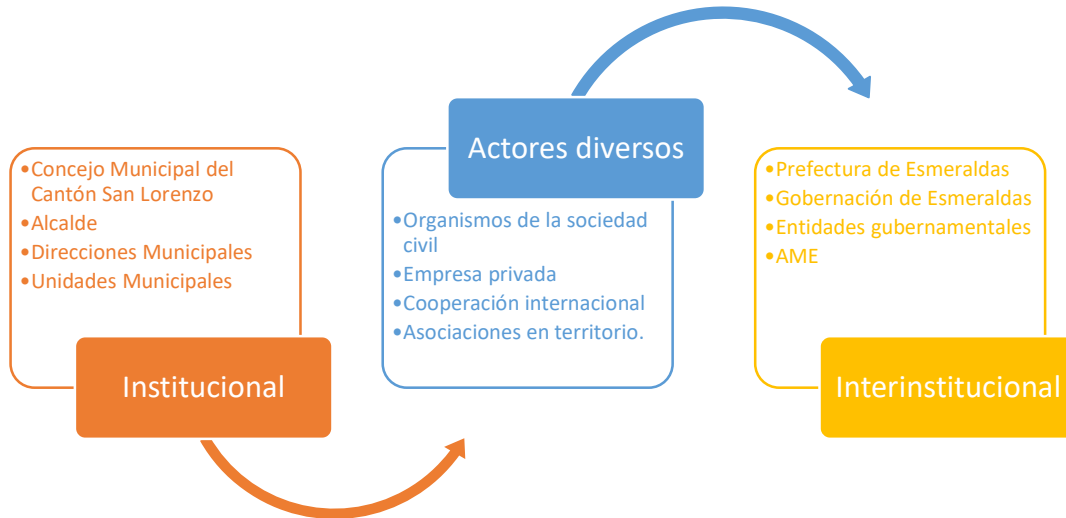 •Concejo Municipal del
Cantón San Lorenzo
•Alcalde
•Direcciones Municipales
•Unidades Municipales
Institucional
Actores diversos
•Organismos de la sociedad
civil
•Empresa privada
•Cooperación internacional
•Asociaciones en territorio.
•Prefectura de Esmeraldas
•Gobernación de Esmeraldas
•Entidades gubernamentales
•AME
Interinstitucional